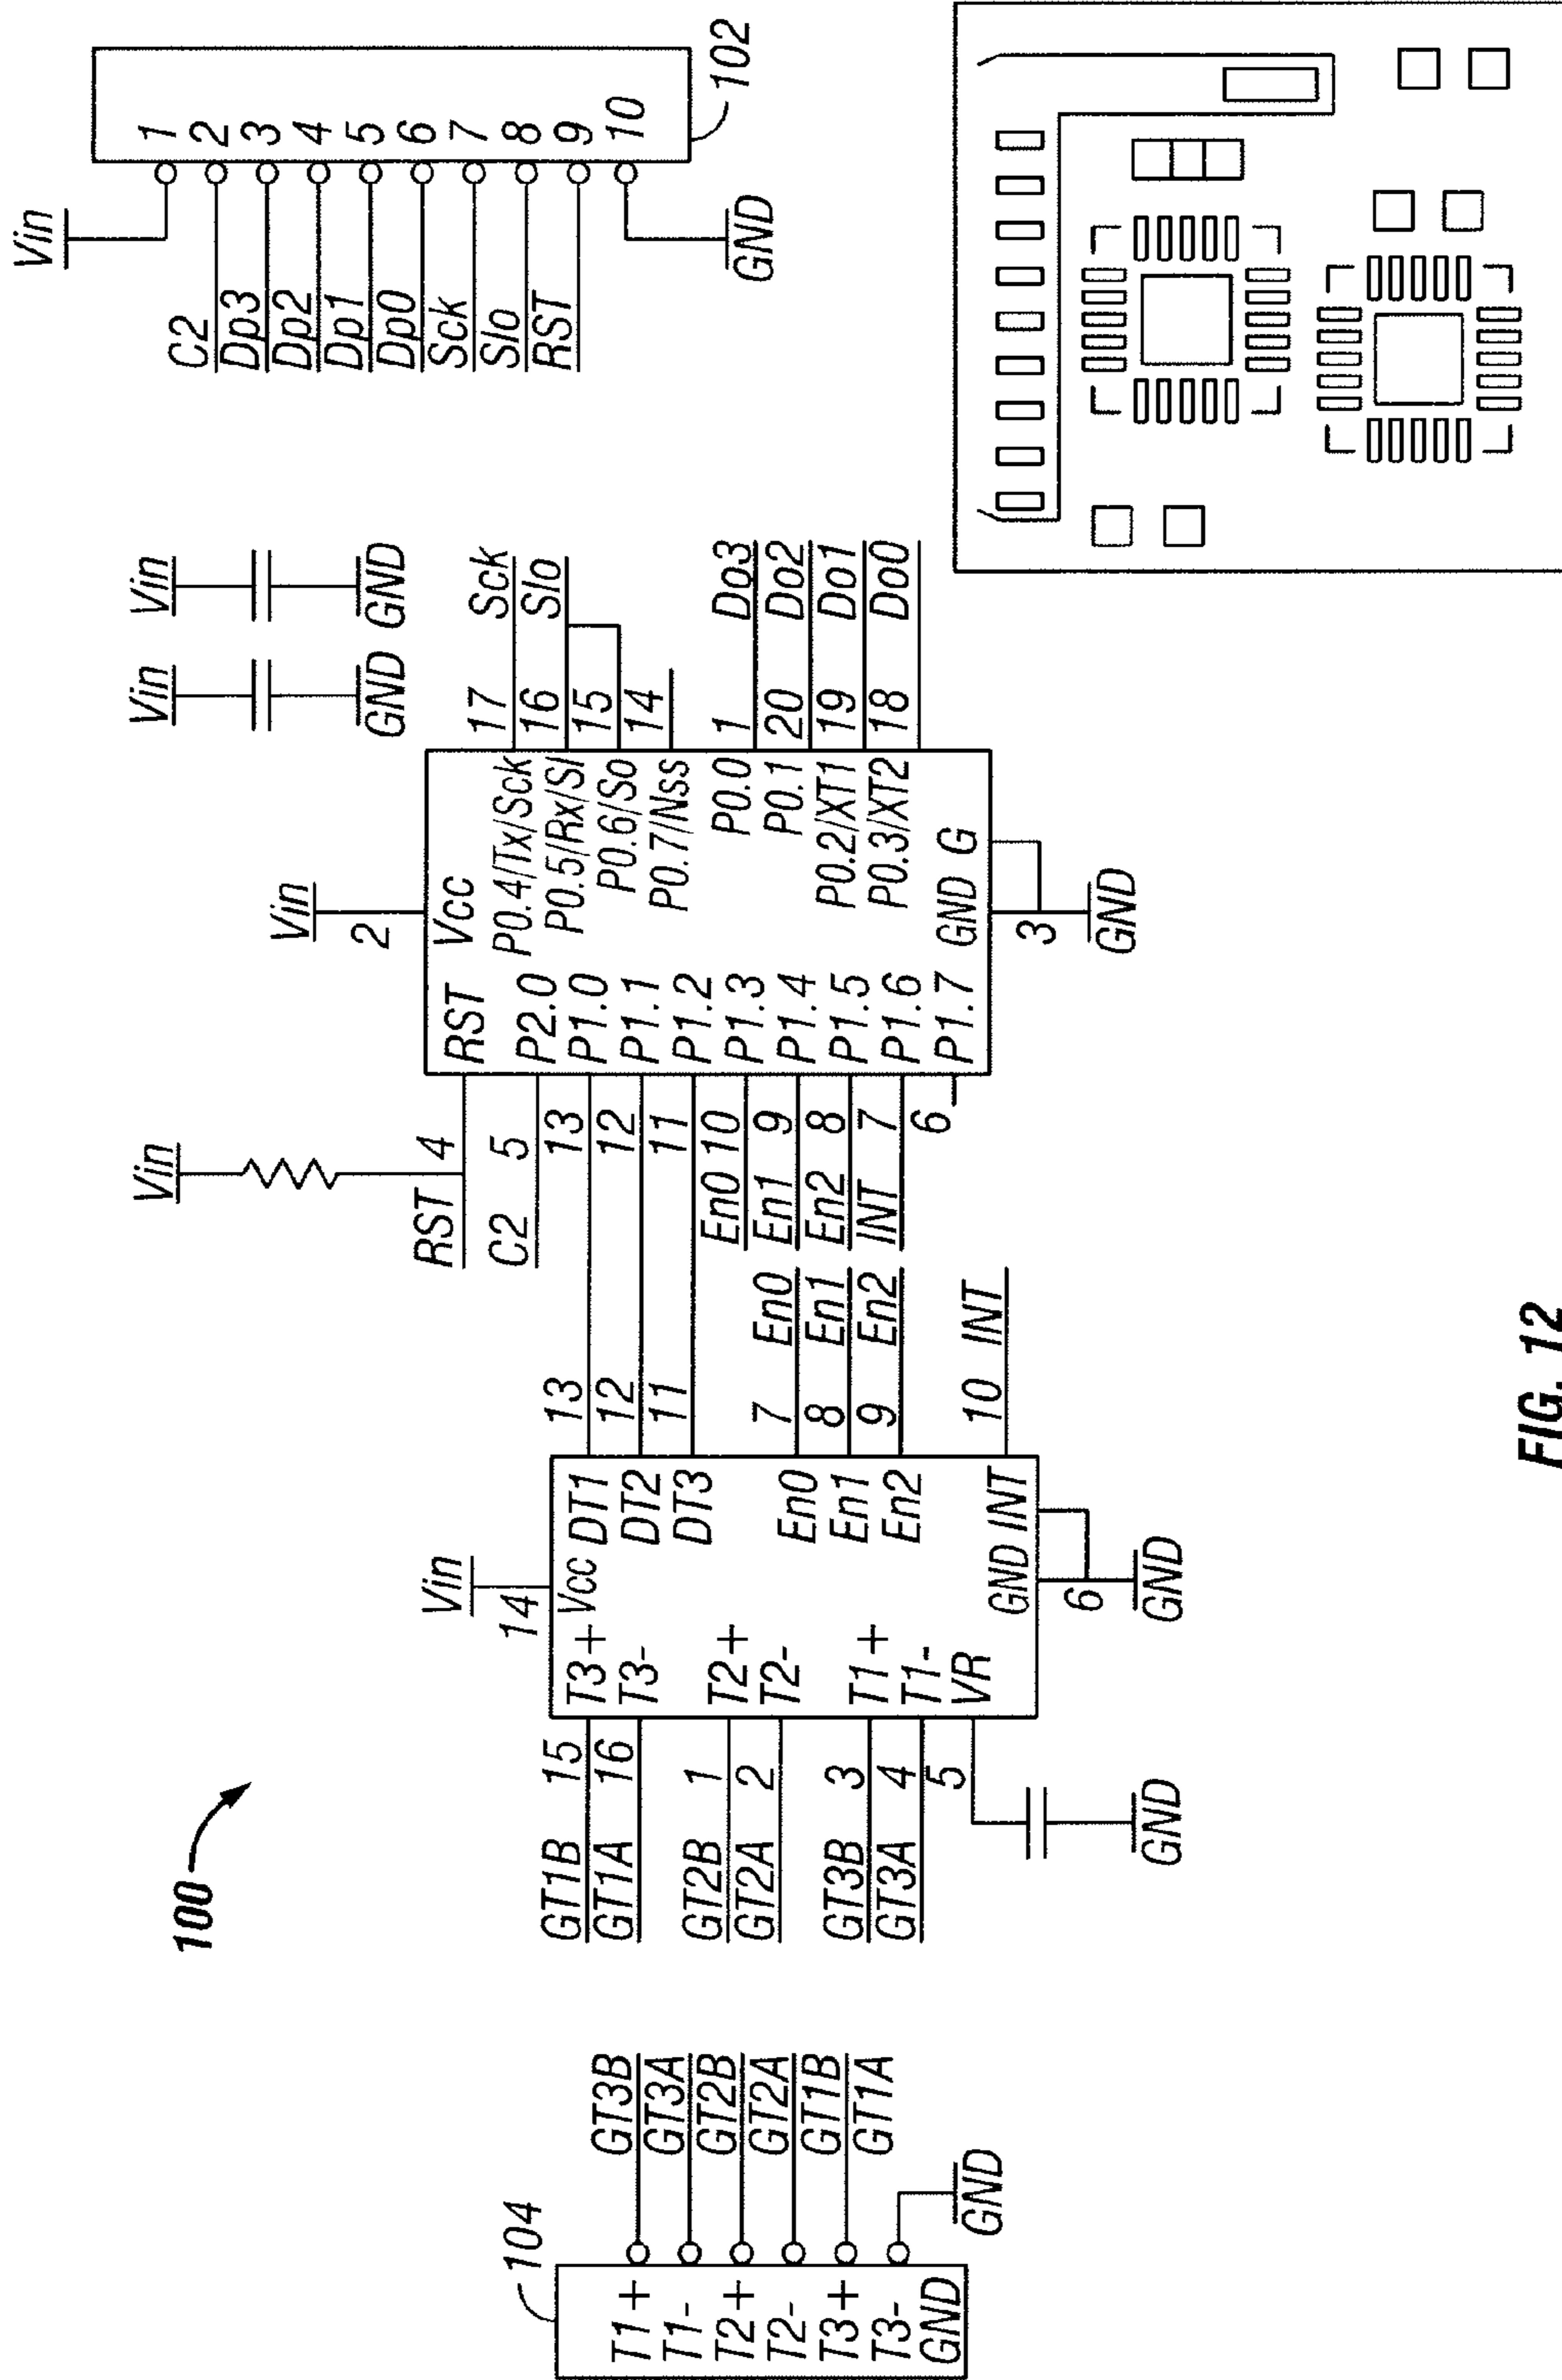 100
104
T1+
T1-
T2+
T2-
T3+
T3-
GND
GT3B
GT3A
GT2B
GT2A
GT1B
GT1A
GND
GT1B 15
GT1A 16
GT2B 1
GT2A 2
GT3B 3
GT3A 4
5
GND
Vin
14
Vcc
T3+
T3-
T2+
T2-
T1+
T1-
VR
DT1
DT2
DT3
En0
En1
En2
GND INT
6
GND
13
12
11
7 En0
8 En1
9 En2
10 INT
Vin
RST 4
C2 5
13
12
11
En0 10
En1 9
En2 8
INT 7
6
Vin
2
Vcc
RST
P2.0
P1.0
P1.1
P1.2
P1.3
P1.4
P1.5
P1.6
P1.7
P0.4/Tx/Sck
P0.5/Rx/SI
P0.6/So
P0.7/Nss
P0.0
P0.1
P0.2/XT1
P0.3/XT2
GND G
3
GND
17 Sck
16 SIo
15
14
1 Do3
20 Do2
19 Do1
18 Do0
Vin
GND
Vin
GND
Vin
C2
Dp3
Dp2
Dp1
Dp0
Sck
SIo
RST
GND
1
2
3
4
5
6
7
8
9
10
102
FIG. 12